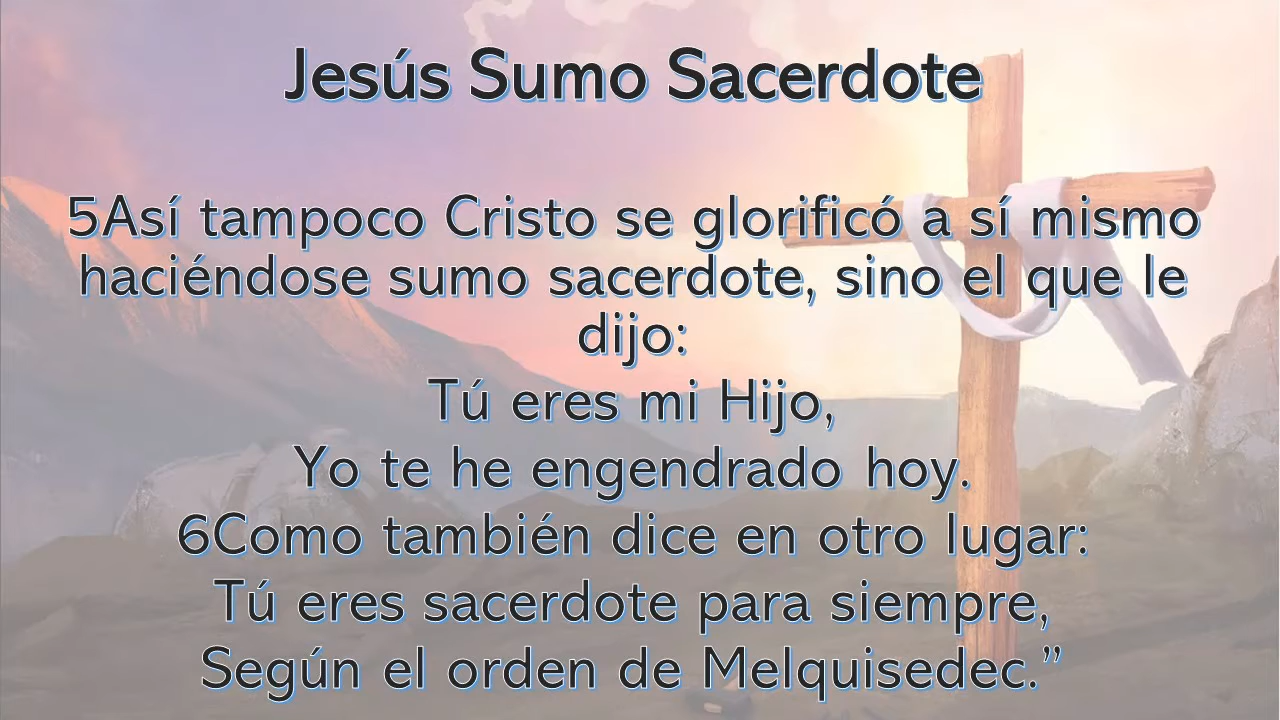 Jesús Sumo Sacerdote
5Así tampoco Cristo se glorificó a sí mismo
haciéndose sumo sacerdote, sino el que le
dijo:
Tú eres mi Hijo,
Yo te he engendrado hoy.
6Como también dice en otro lugar:
Tú eres sacerdote para siempre,
Según el orden de Melquisedec.”